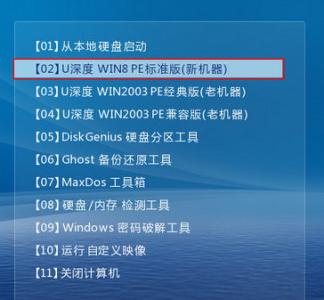 【01】从本地硬盘启动
【02】U深度 WIN8 PE标准版(新机器)
【03】U深度 WIN2003 PE经典版(老机器)
【04】U深度 WIN2003 PE兼容版(老机器)
【05】DiskGenius 硬盘分区工具
【06】Ghost 备份还原工具
【07】MaxDos 工具箱
【08】硬盘/内存 检测工具
【09】Windows 密码破解工具
【10】运行自定义映像
【11】关闭计算机